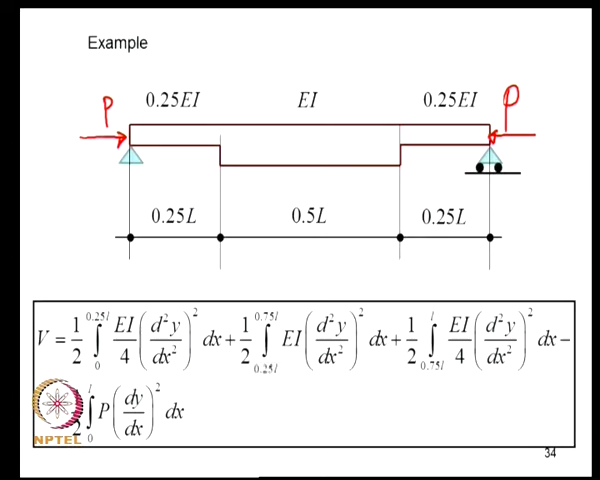 Example
P 0.25EI EI 0.25EI P
0.25L 0.5L 0.25L
V = 1/2 ∫_0^{0.25l} EI/4 (d²y/dx²)² dx + 1/2 ∫_{0.25l}^{0.75l} EI (d²y/dx²)² dx + 1/2 ∫_{0.75l}^{l} EI/4 (d²y/dx²)² dx −
2 ∫_0^l P (dy/dx)² dx
NPTEL
34